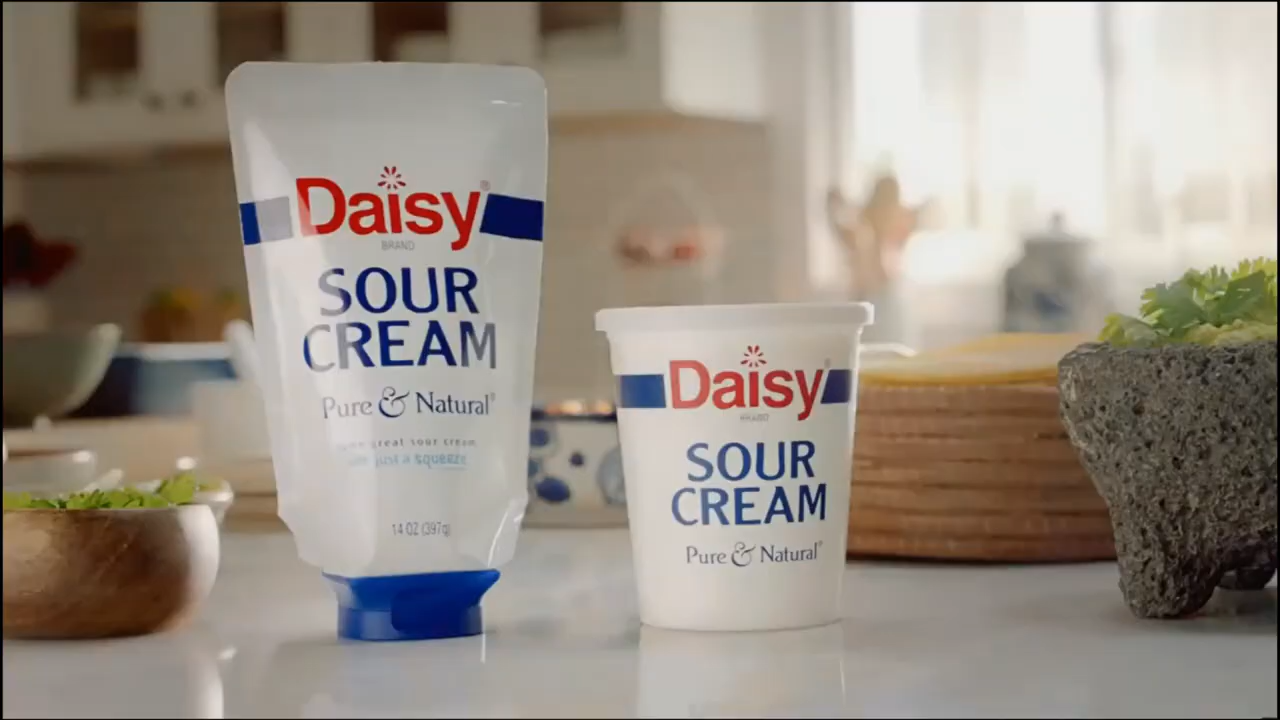 Daisy®
BRAND
SOUR
CREAM
Pure & Natural®
great sour cream
just a squeeze
14 OZ (397g)
Daisy®
BRAND
SOUR
CREAM
Pure & Natural®